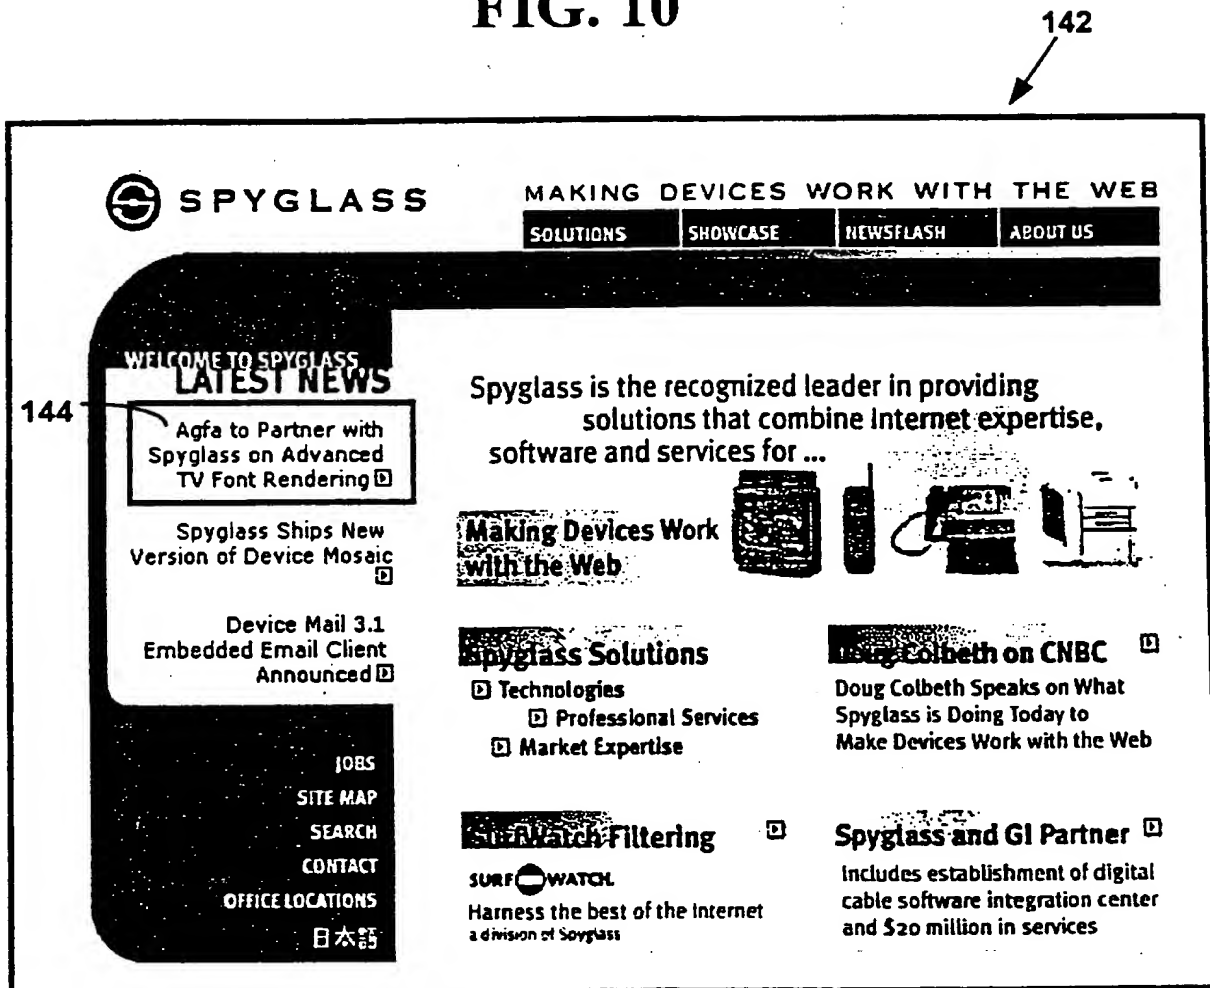 FIG. 10
142
SPYGLASS
MAKING DEVICES WORK WITH THE WEB
SOLUTIONS
SHOWCASE
NEWSFLASH
ABOUT US
WELCOME TO SPYGLASS
LATEST NEWS
144
Agfa to Partner with
Spyglass on Advanced
TV Font Rendering
Spyglass Ships New
Version of Device Mosaic
Device Mail 3.1
Embedded Email Client
Announced
JOBS
SITE MAP
SEARCH
CONTACT
OFFICE LOCATIONS
日本語
Spyglass is the recognized leader in providing
solutions that combine Internet expertise,
software and services for ...
Making Devices Work
with the Web
Spyglass Solutions
Technologies
Professional Services
Market Expertise
Doug Colbeth on CNBC
Doug Colbeth Speaks on What
Spyglass is Doing Today to
Make Devices Work with the Web
SurfWatch Filtering
SURF WATCH
Harness the best of the Internet
a division of Spyglass
Spyglass and GI Partner
Includes establishment of digital
cable software integration center
and $20 million in services